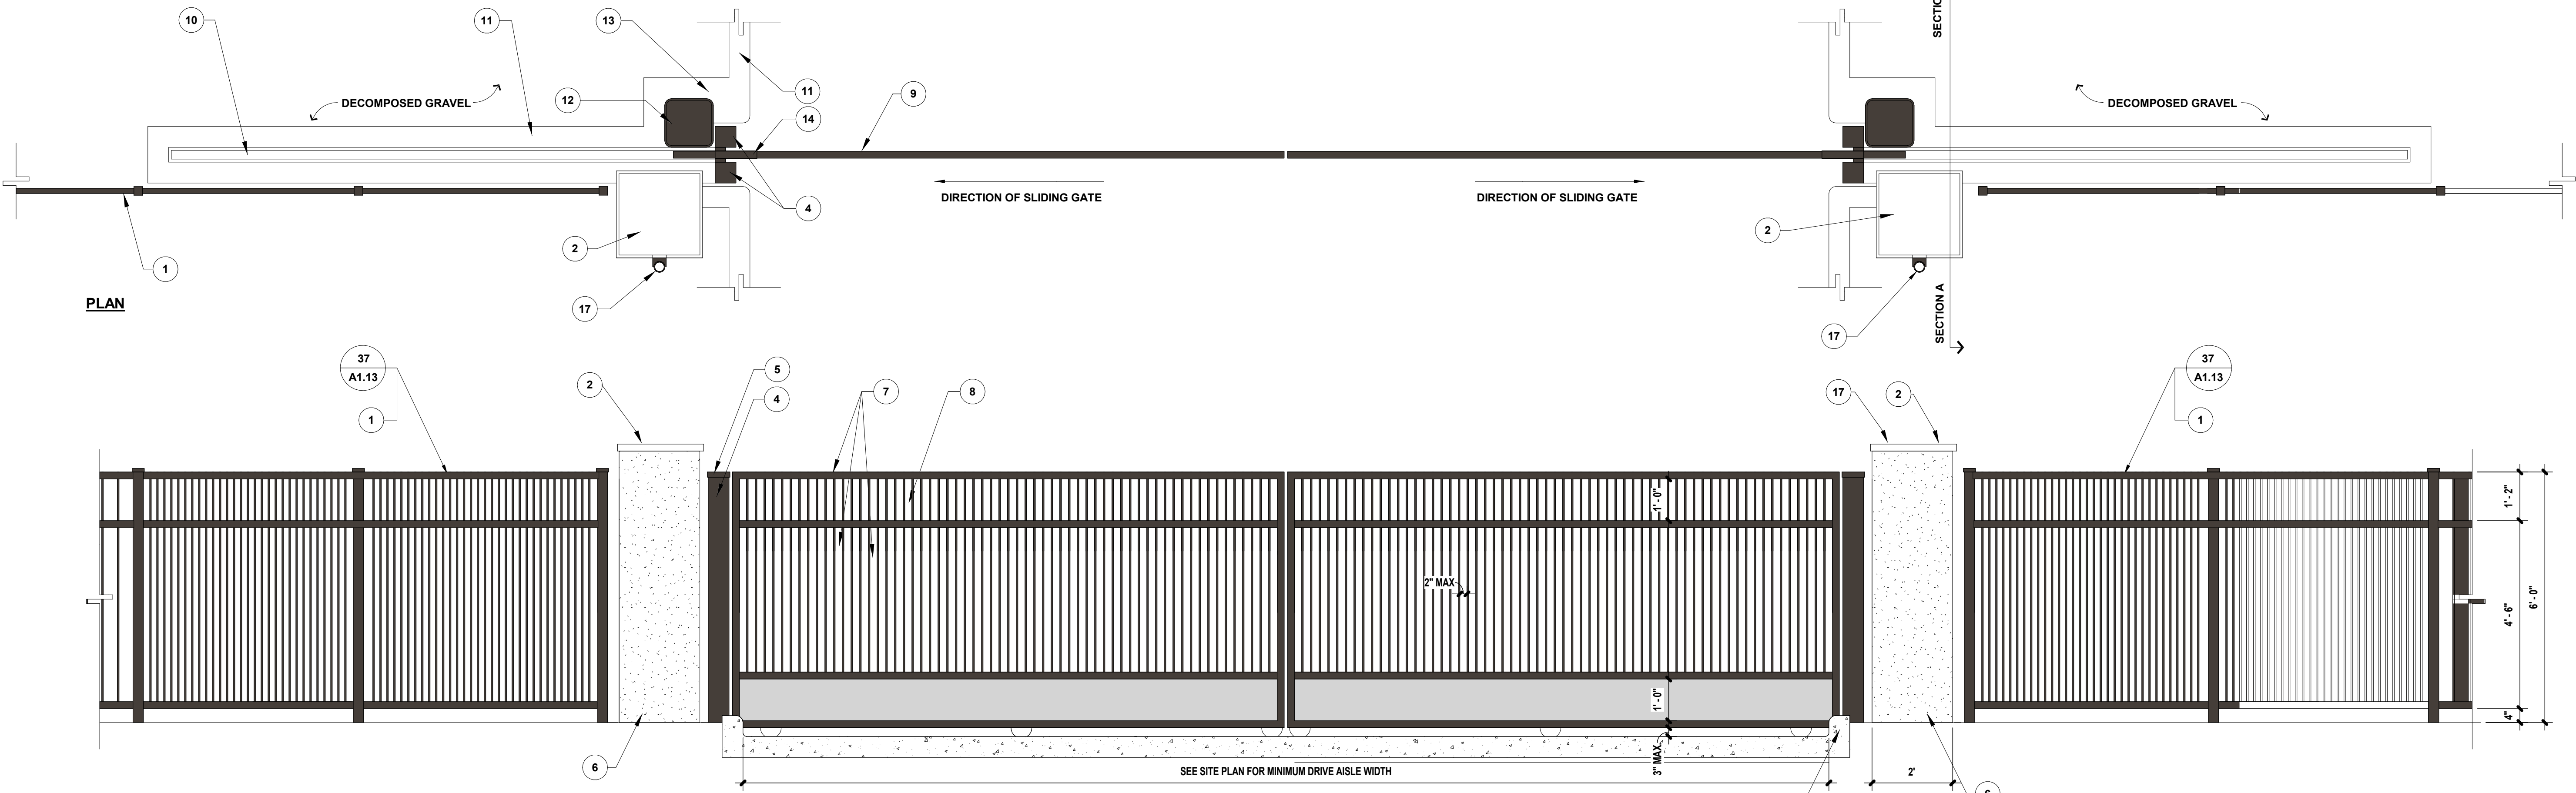 10
11
13
SECTIO
12
DECOMPOSED GRAVEL
11
9
14
DECOMPOSED GRAVEL
DIRECTION OF SLIDING GATE
DIRECTION OF SLIDING GATE
4
2
2
1
17
17
PLAN
SECTION A
37
A1.13
1
2
5
4
7
8
17
2
37
A1.13
1
1' - 0"
1' - 2"
2" MAX
4' - 6"
6' - 0"
1' - 0"
4"
3" MAX
6
SEE SITE PLAN FOR MINIMUM DRIVE AISLE WIDTH
2'
6